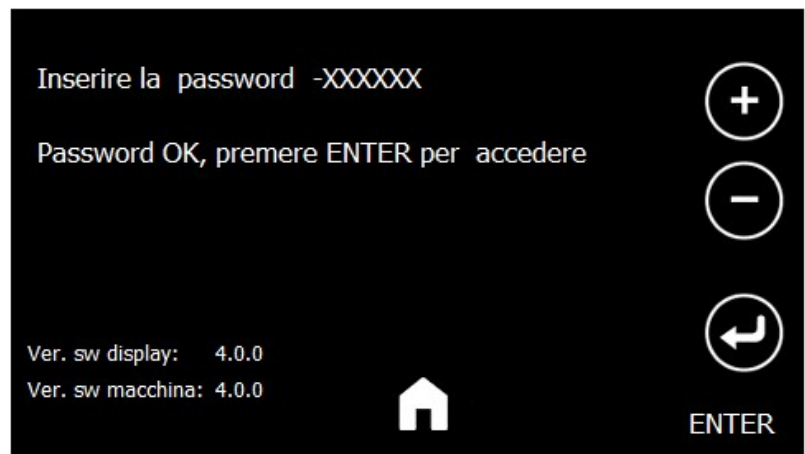 Inserire la password -XXXXXX
Password OK, premere ENTER per accedere
Ver. sw display: 4.0.0
Ver. sw macchina: 4.0.0
ENTER